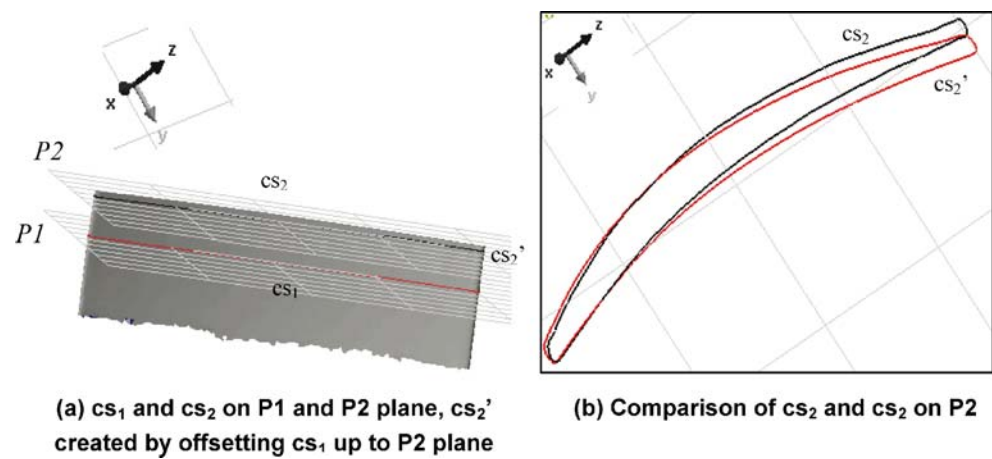 z
x
y
P2
cs₂
P1
cs₂'
cs₁
(a) cs₁ and cs₂ on P1 and P2 plane, cs₂'
created by offsetting cs₁ up to P2 plane
x
cs₂
cs₂'
(b) Comparison of cs₂ and cs₂ on P2